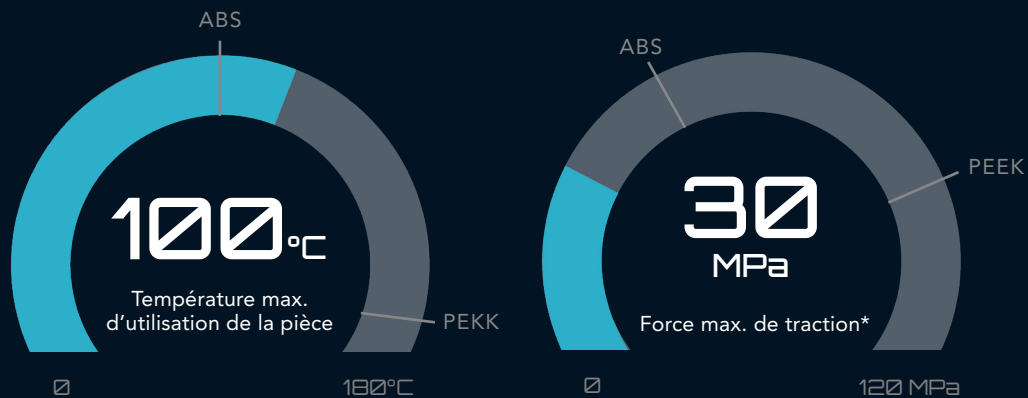 ABS
100 °C
Température max.
d'utilisation de la pièce
PEKK
0
180°C
ABS
30
MPa
Force max. de traction*
PEEK
0
120 MPa